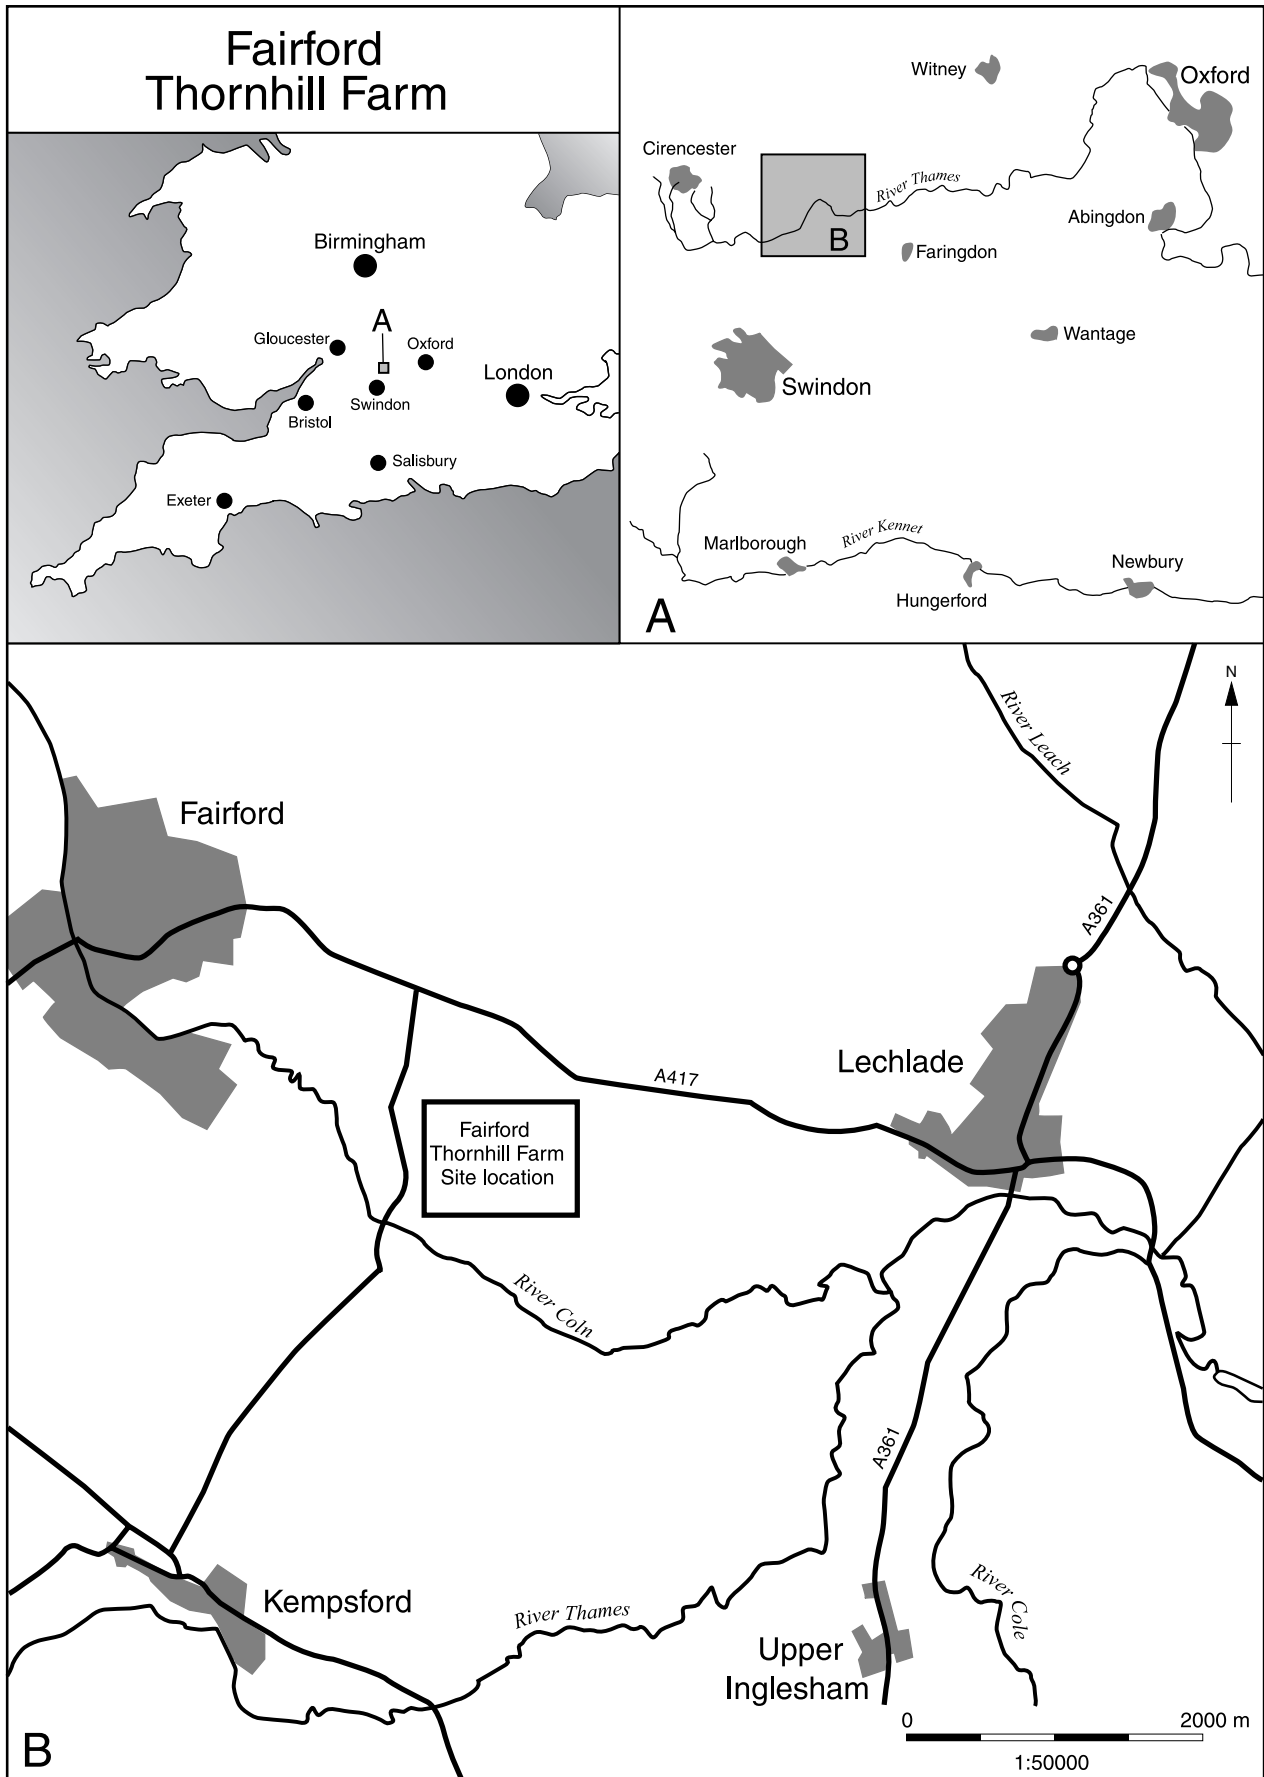 Fairford
Thornhill Farm
Birmingham
A
Gloucester
Oxford
London
Swindon
Bristol
Salisbury
Exeter
Witney
Oxford
Cirencester
River Thames
Abingdon
B
Faringdon
Wantage
Swindon
River Kennet
Marlborough
Newbury
Hungerford
A
N
River Leach
Fairford
A361
Lechlade
A417
Fairford
Thornhill Farm
Site location
River Coln
A361
River Cole
Kempsford
River Thames
Upper
Inglesham
0
2000 m
B
1:50000